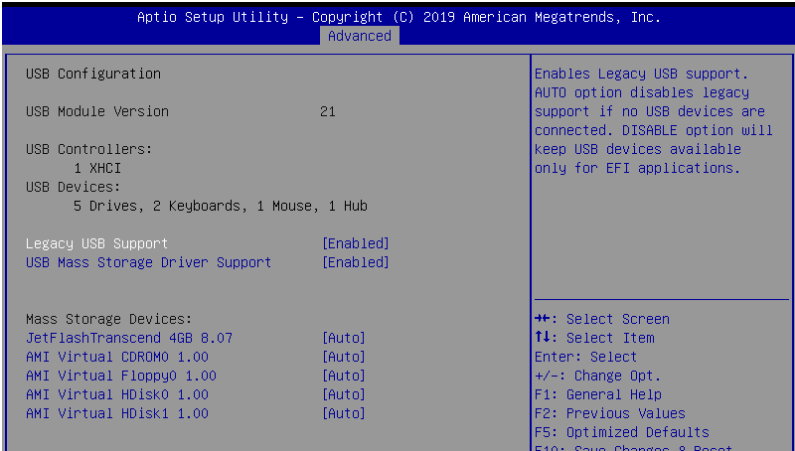 Aptio Setup Utility – Copyright (C) 2019 American Megatrends, Inc.
Advanced
USB Configuration
USB Module Version 21
USB Controllers:
1 XHCI
USB Devices:
5 Drives, 2 Keyboards, 1 Mouse, 1 Hub
Legacy USB Support [Enabled]
USB Mass Storage Driver Support [Enabled]
Mass Storage Devices:
JetFlashTranscend 4GB 8.07 [Auto]
AMI Virtual CDROM0 1.00 [Auto]
AMI Virtual Floppy0 1.00 [Auto]
AMI Virtual HDisk0 1.00 [Auto]
AMI Virtual HDisk1 1.00 [Auto]
Enables Legacy USB support.
AUTO option disables legacy
support if no USB devices are
connected. DISABLE option will
keep USB devices available
only for EFI applications.
→←: Select Screen
↑↓: Select Item
Enter: Select
+/-: Change Opt.
F1: General Help
F2: Previous Values
F5: Optimized Defaults
F10: Save Changes & Reset